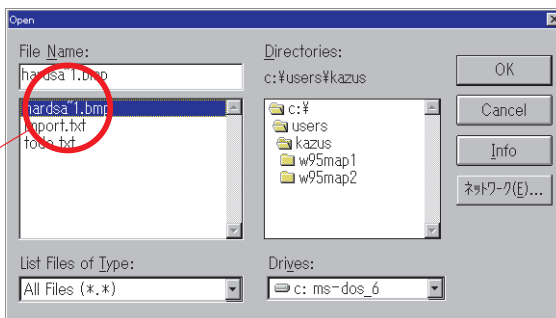 Open
File Name:
hardsa~1.bmp
hardsa~1.bmp
import.txt
todo.txt
List Files of Type:
All Files (*.*)
Directories:
c:¥users¥kazus
c:¥
users
kazus
w95map1
w95map2
Drives:
c: ms-dos_6
OK
Cancel
Info
ネットワーク(E)...